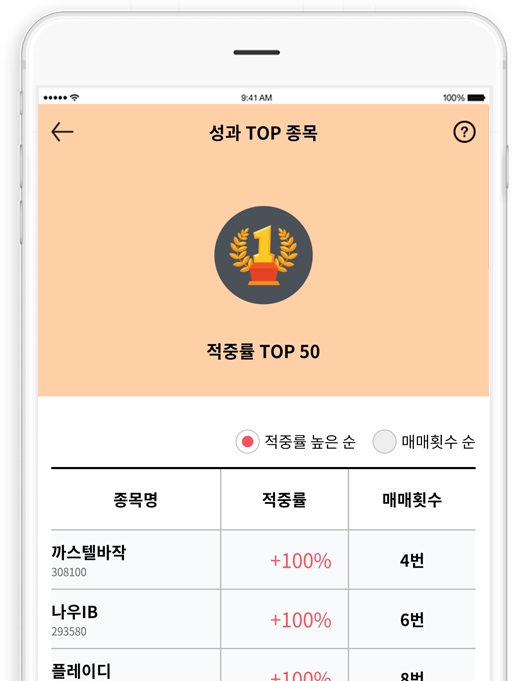 9:41 AM
100%
성과 TOP 종목
?
1
적중률 TOP 50
적중률 높은 순 매매횟수 순
종목명 적중률 매매횟수
까스텔바작 +100% 4번
308100
나우IB +100% 6번
293580
플레이디 +100% 8번